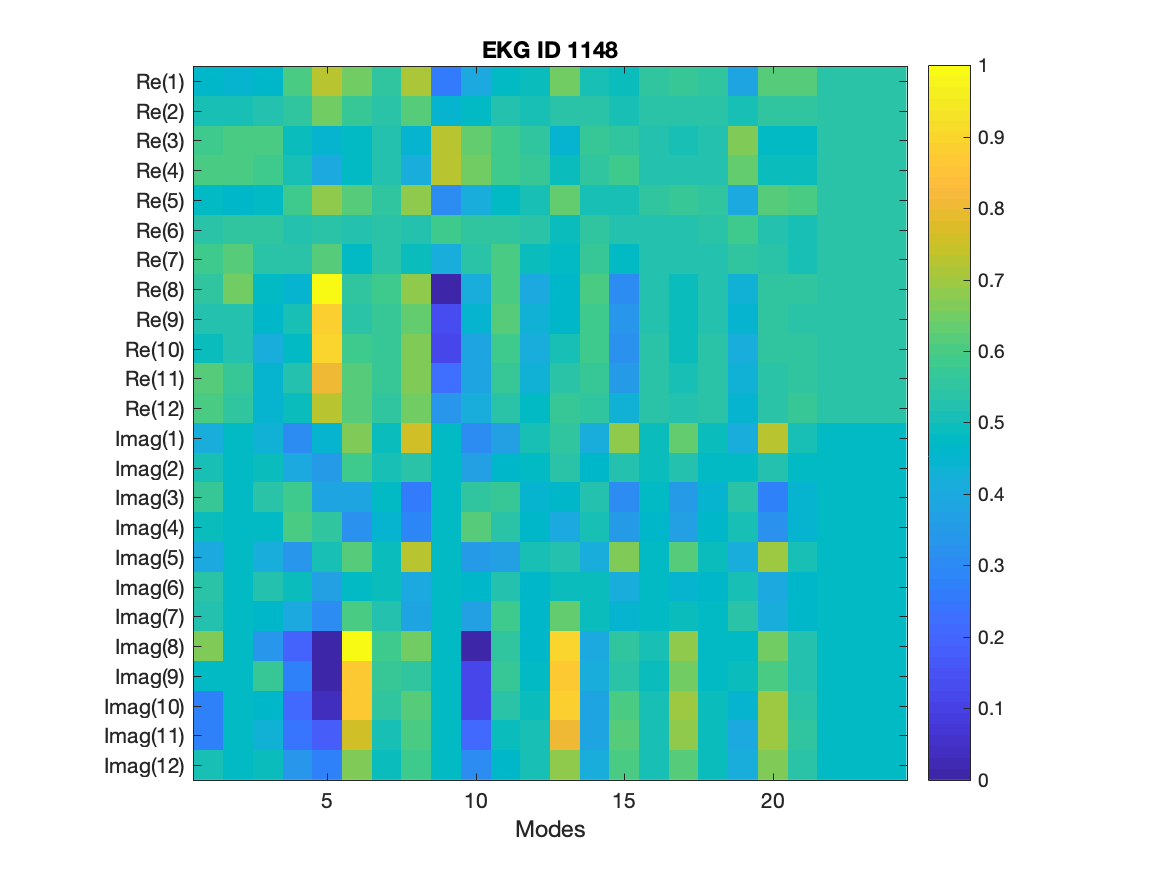 EKG ID 1148
Re(1)
Re(2)
Re(3)
Re(4)
Re(5)
Re(6)
Re(7)
Re(8)
Re(9)
Re(10)
Re(11)
Re(12)
Imag(1)
Imag(2)
Imag(3)
Imag(4)
Imag(5)
Imag(6)
Imag(7)
Imag(8)
Imag(9)
Imag(10)
Imag(11)
Imag(12)
5 10 15 20
Modes
1
0.9
0.8
0.7
0.6
0.5
0.4
0.3
0.2
0.1
0